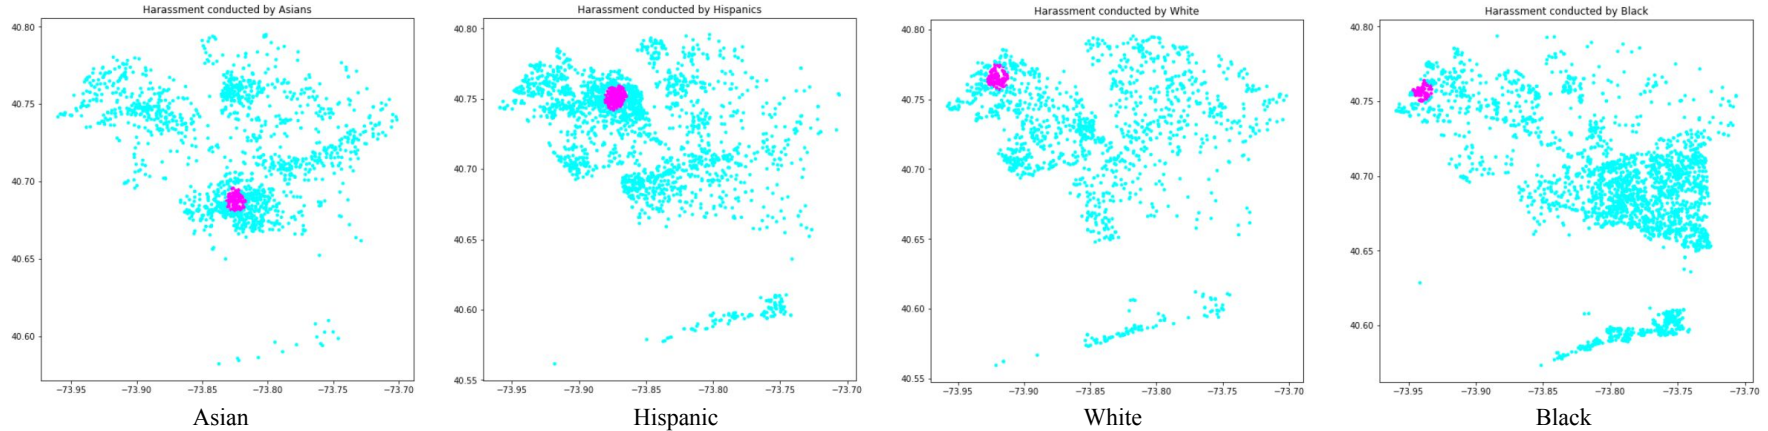 Harassment conducted by Asians
40.80
40.75
40.70
40.65
40.60
−73.95 −73.90 −73.85 −73.80 −73.75 −73.70
Asian
Harassment conducted by Hispanics
40.80
40.75
40.70
40.65
40.60
40.55
−73.95 −73.90 −73.85 −73.80 −73.75 −73.70
Hispanic
Harassment conducted by White
40.80
40.75
40.70
40.65
40.60
40.55
−73.95 −73.90 −73.85 −73.80 −73.75 −73.70
White
Harassment conducted by Black
40.80
40.75
40.70
40.65
40.60
−73.95 −73.90 −73.85 −73.80 −73.75 −73.70
Black